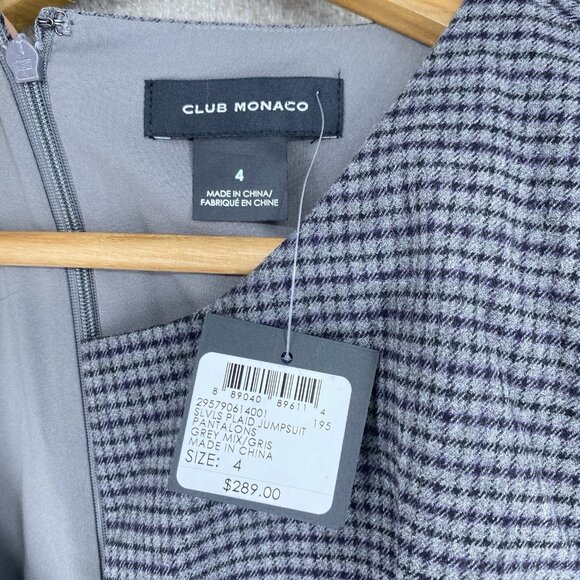 CLUB MONACO
4
MADE IN CHINA/
FABRIQUÉ EN CHINE
8 89040 89611 4
295790614001 195
SLVLS PLAID JUMPSUIT
PANTALONS
GREY MIX/GRIS
MADE IN CHINA
SIZE: 4
$289.00